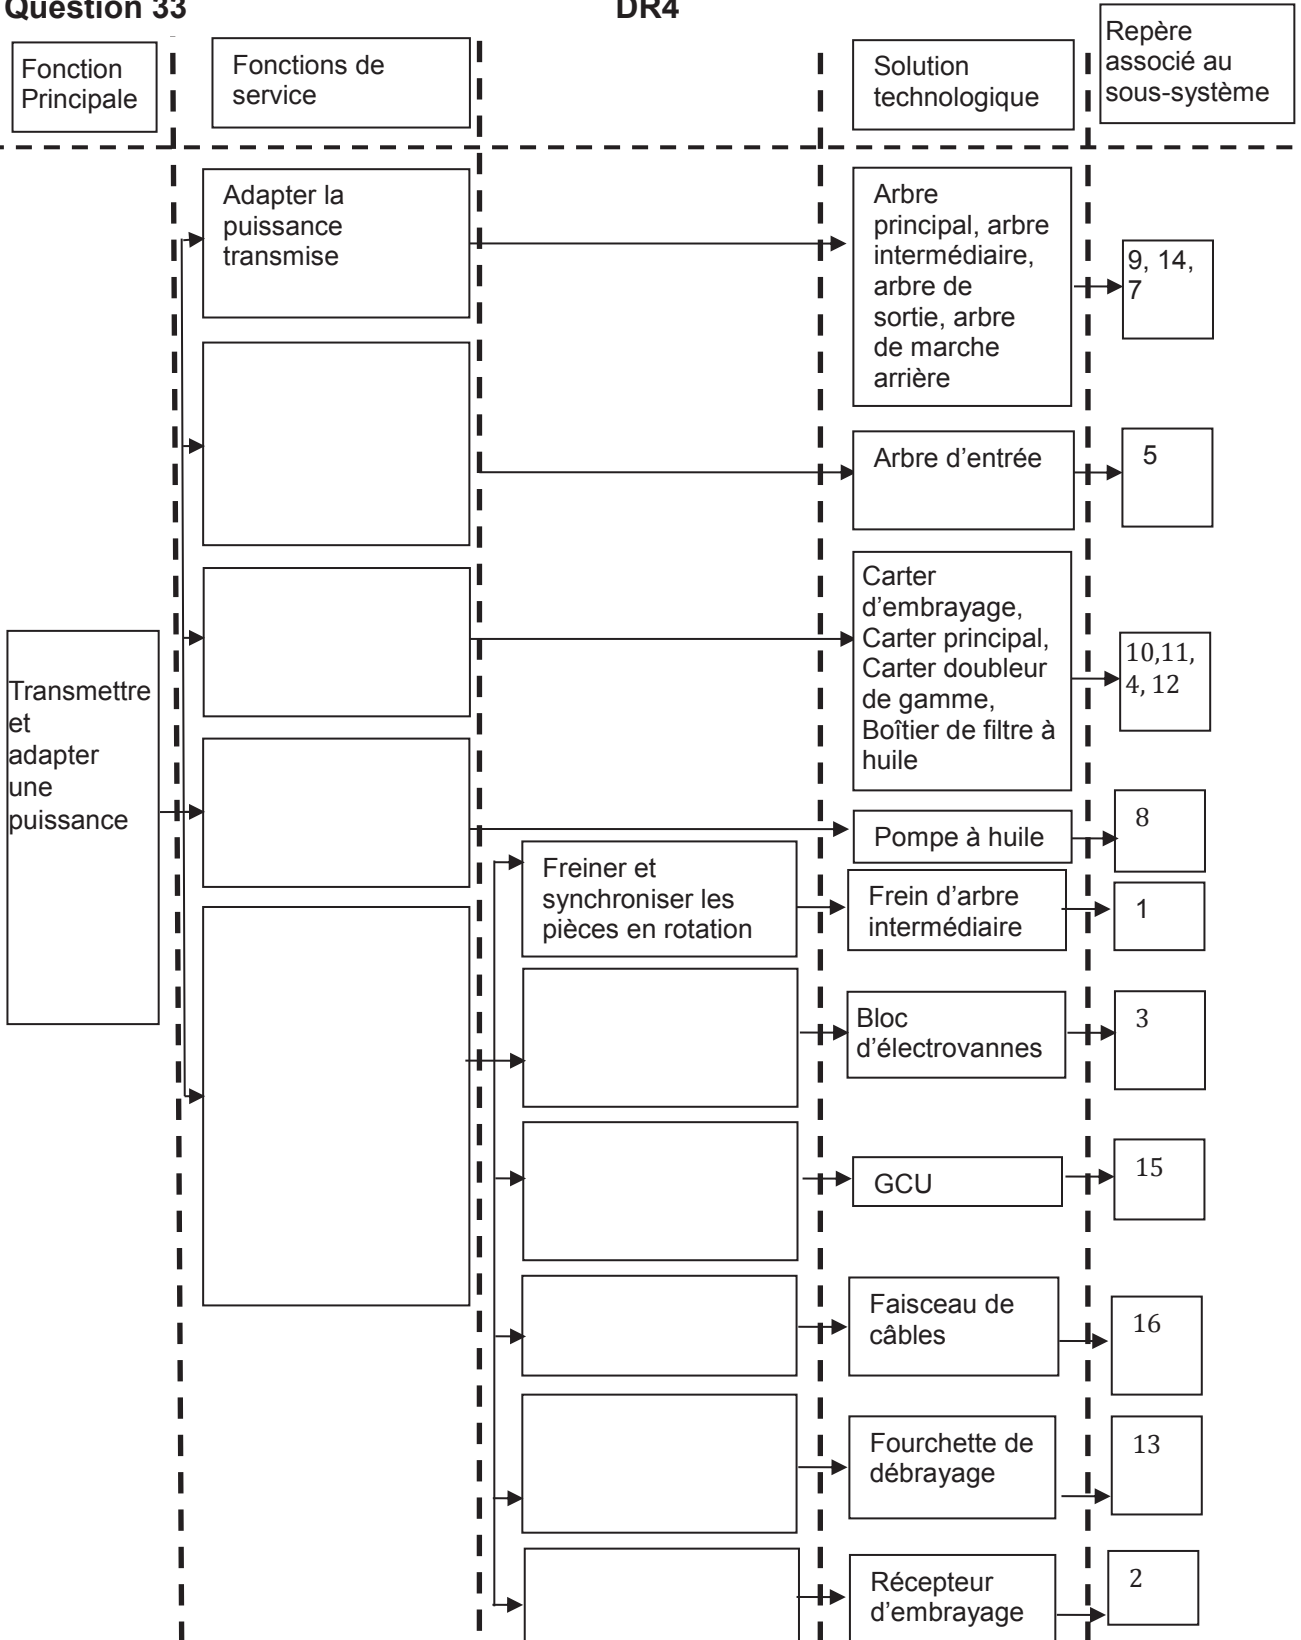 Question 33
DR4
Fonction
Principale
Fonctions de
service
Solution
technologique
Repère
associé au
sous-système
Adapter la
puissance
transmise
Arbre
principal, arbre
intermédiaire,
arbre de
sortie, arbre
de marche
arrière
9, 14,
7
Arbre d'entrée
5
Carter
d'embrayage,
Carter principal,
Carter doubleur
de gamme,
Boîtier de filtre à
huile
10,11,
4, 12
Transmettre
et
adapter
une
puissance
Pompe à huile
8
Freiner et
synchroniser les
pièces en rotation
Frein d'arbre
intermédiaire
1
Bloc
d'électrovannes
3
GCU
15
Faisceau de
câbles
16
Fourchette de
débrayage
13
Récepteur
d'embrayage
2